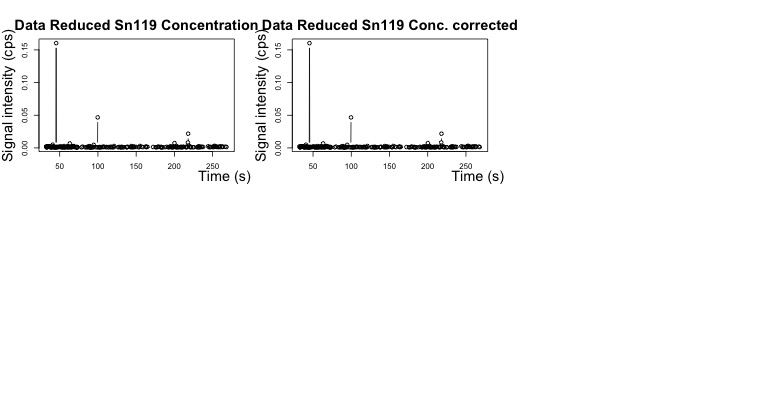 Data Reduced Sn119 Concentration
Signal intensity (cps)
0.00 0.05 0.10 0.15
50 100 150 200 250
Time (s)
Data Reduced Sn119 Conc. corrected
Signal intensity (cps)
0.00 0.05 0.10 0.15
50 100 150 200 250
Time (s)